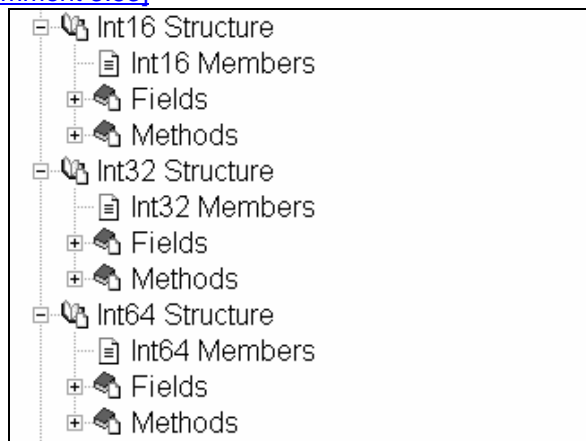 Int16 Structure
Int16 Members
Fields
Methods
Int32 Structure
Int32 Members
Fields
Methods
Int64 Structure
Int64 Members
Fields
Methods